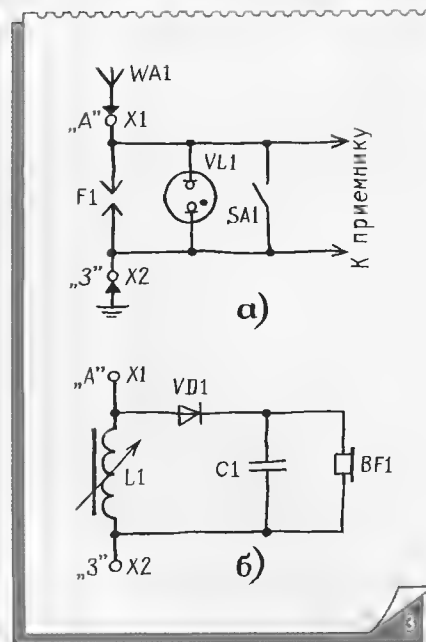 WA1
„А” X1
VL1
F1
SA1
К приемнику
„З” X2
а)
„А” X1
VD1
L1
C1
BF1
„З” X2
б)
3